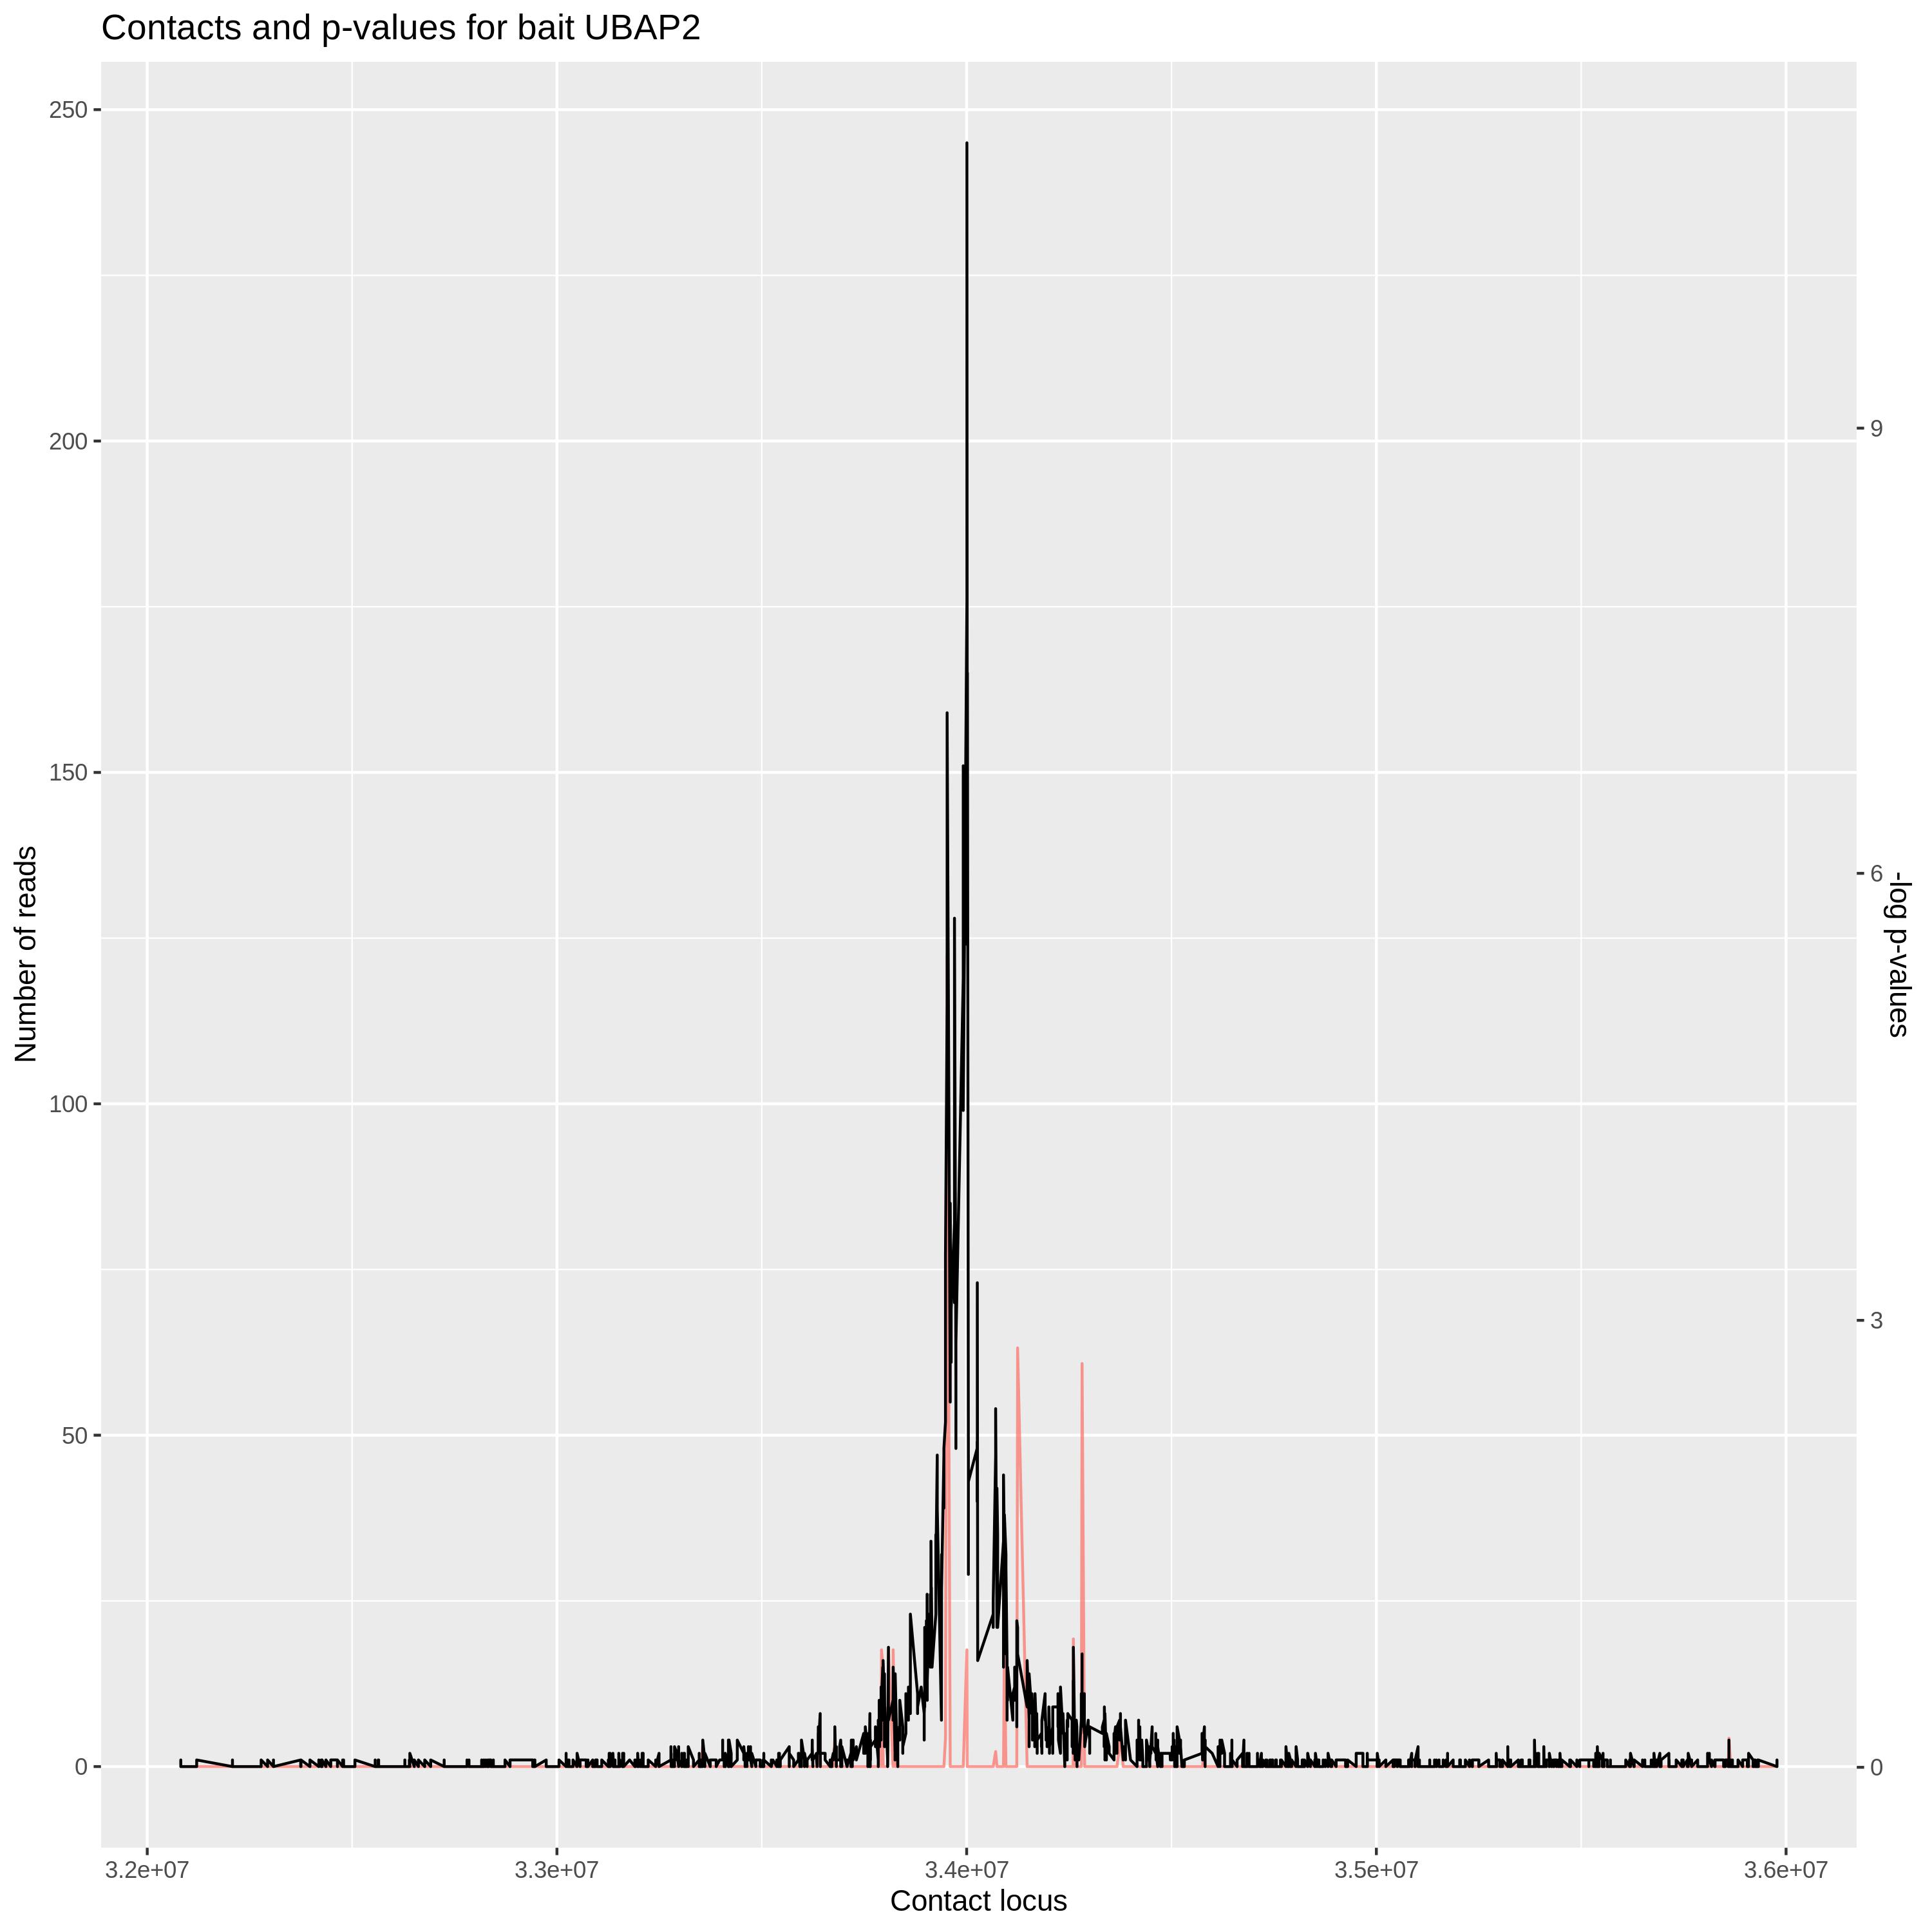 Contacts and p-values for bait UBAP2
250
200
150
100
50
0
Number of reads
9
6
3
0
-log p-values
3.2e+07
3.3e+07
3.4e+07
3.5e+07
3.6e+07
Contact locus